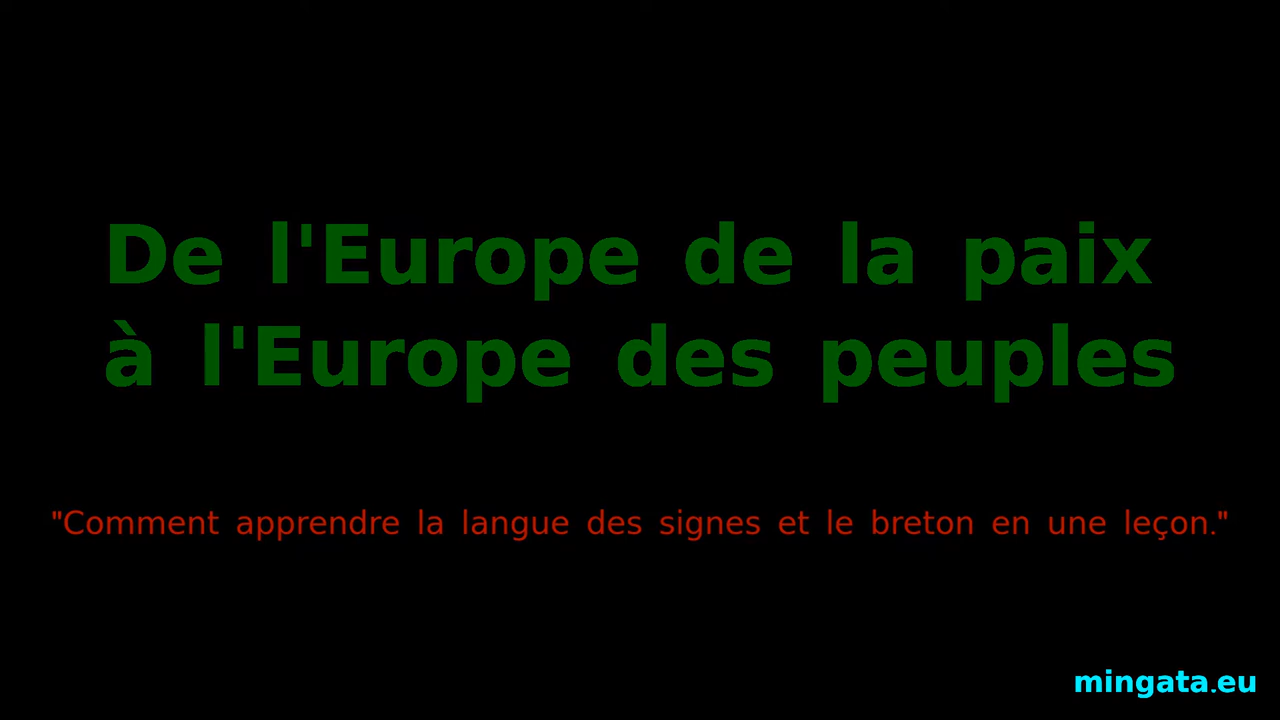 De l'Europe de la paix
à l'Europe des peuples
"Comment apprendre la langue des signes et le breton en une leçon."
mingata.eu